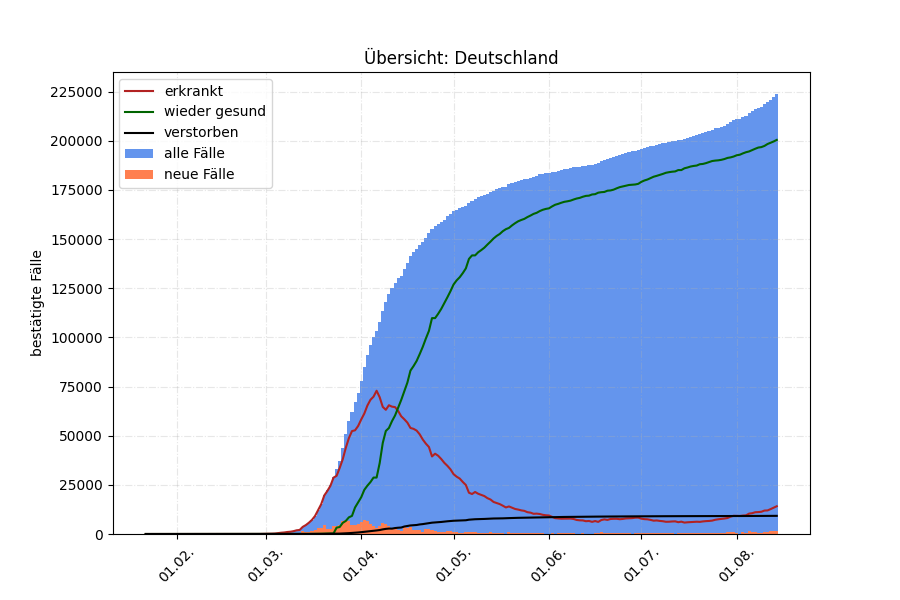 Übersicht: Deutschland
erkrankt
wieder gesund
verstorben
alle Fälle
neue Fälle
bestätigte Fälle
225000
200000
175000
150000
125000
100000
75000
50000
25000
0
01.02.
01.03.
01.04.
01.05.
01.06.
01.07.
01.08.